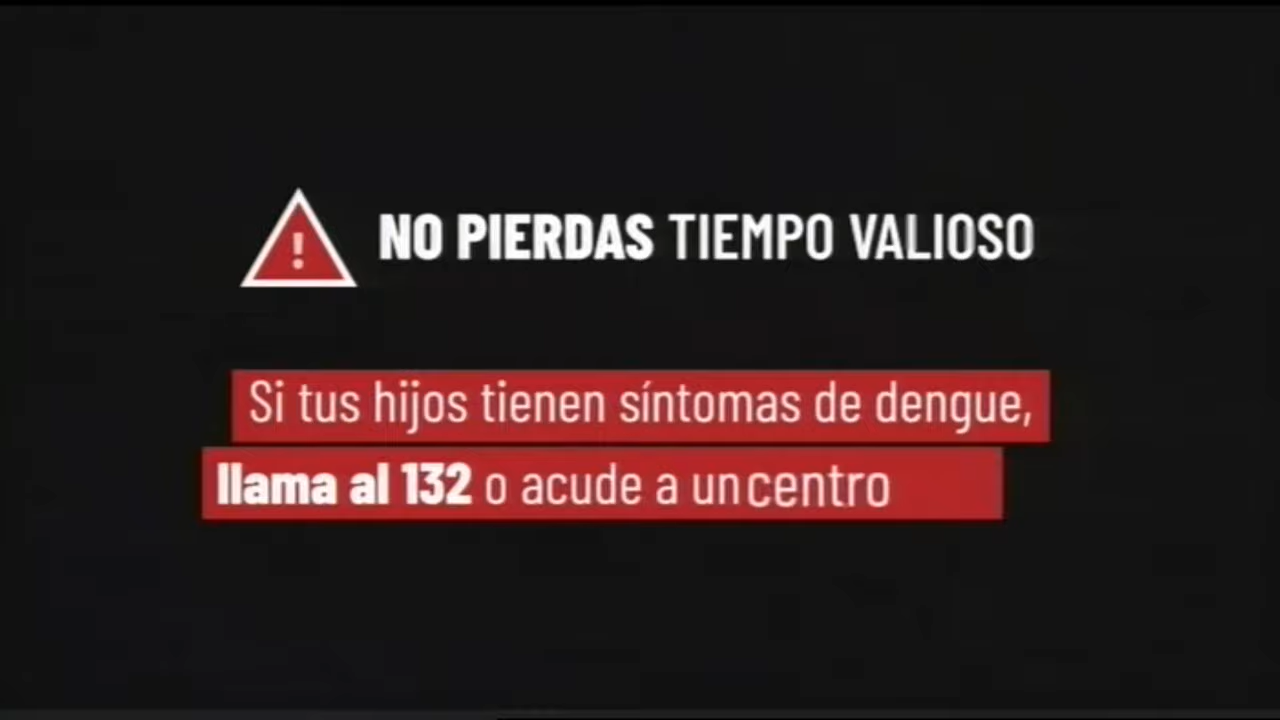 !
NO PIERDAS TIEMPO VALIOSO
Si tus hijos tienen síntomas de dengue,
llama al 132 o acude a un centro